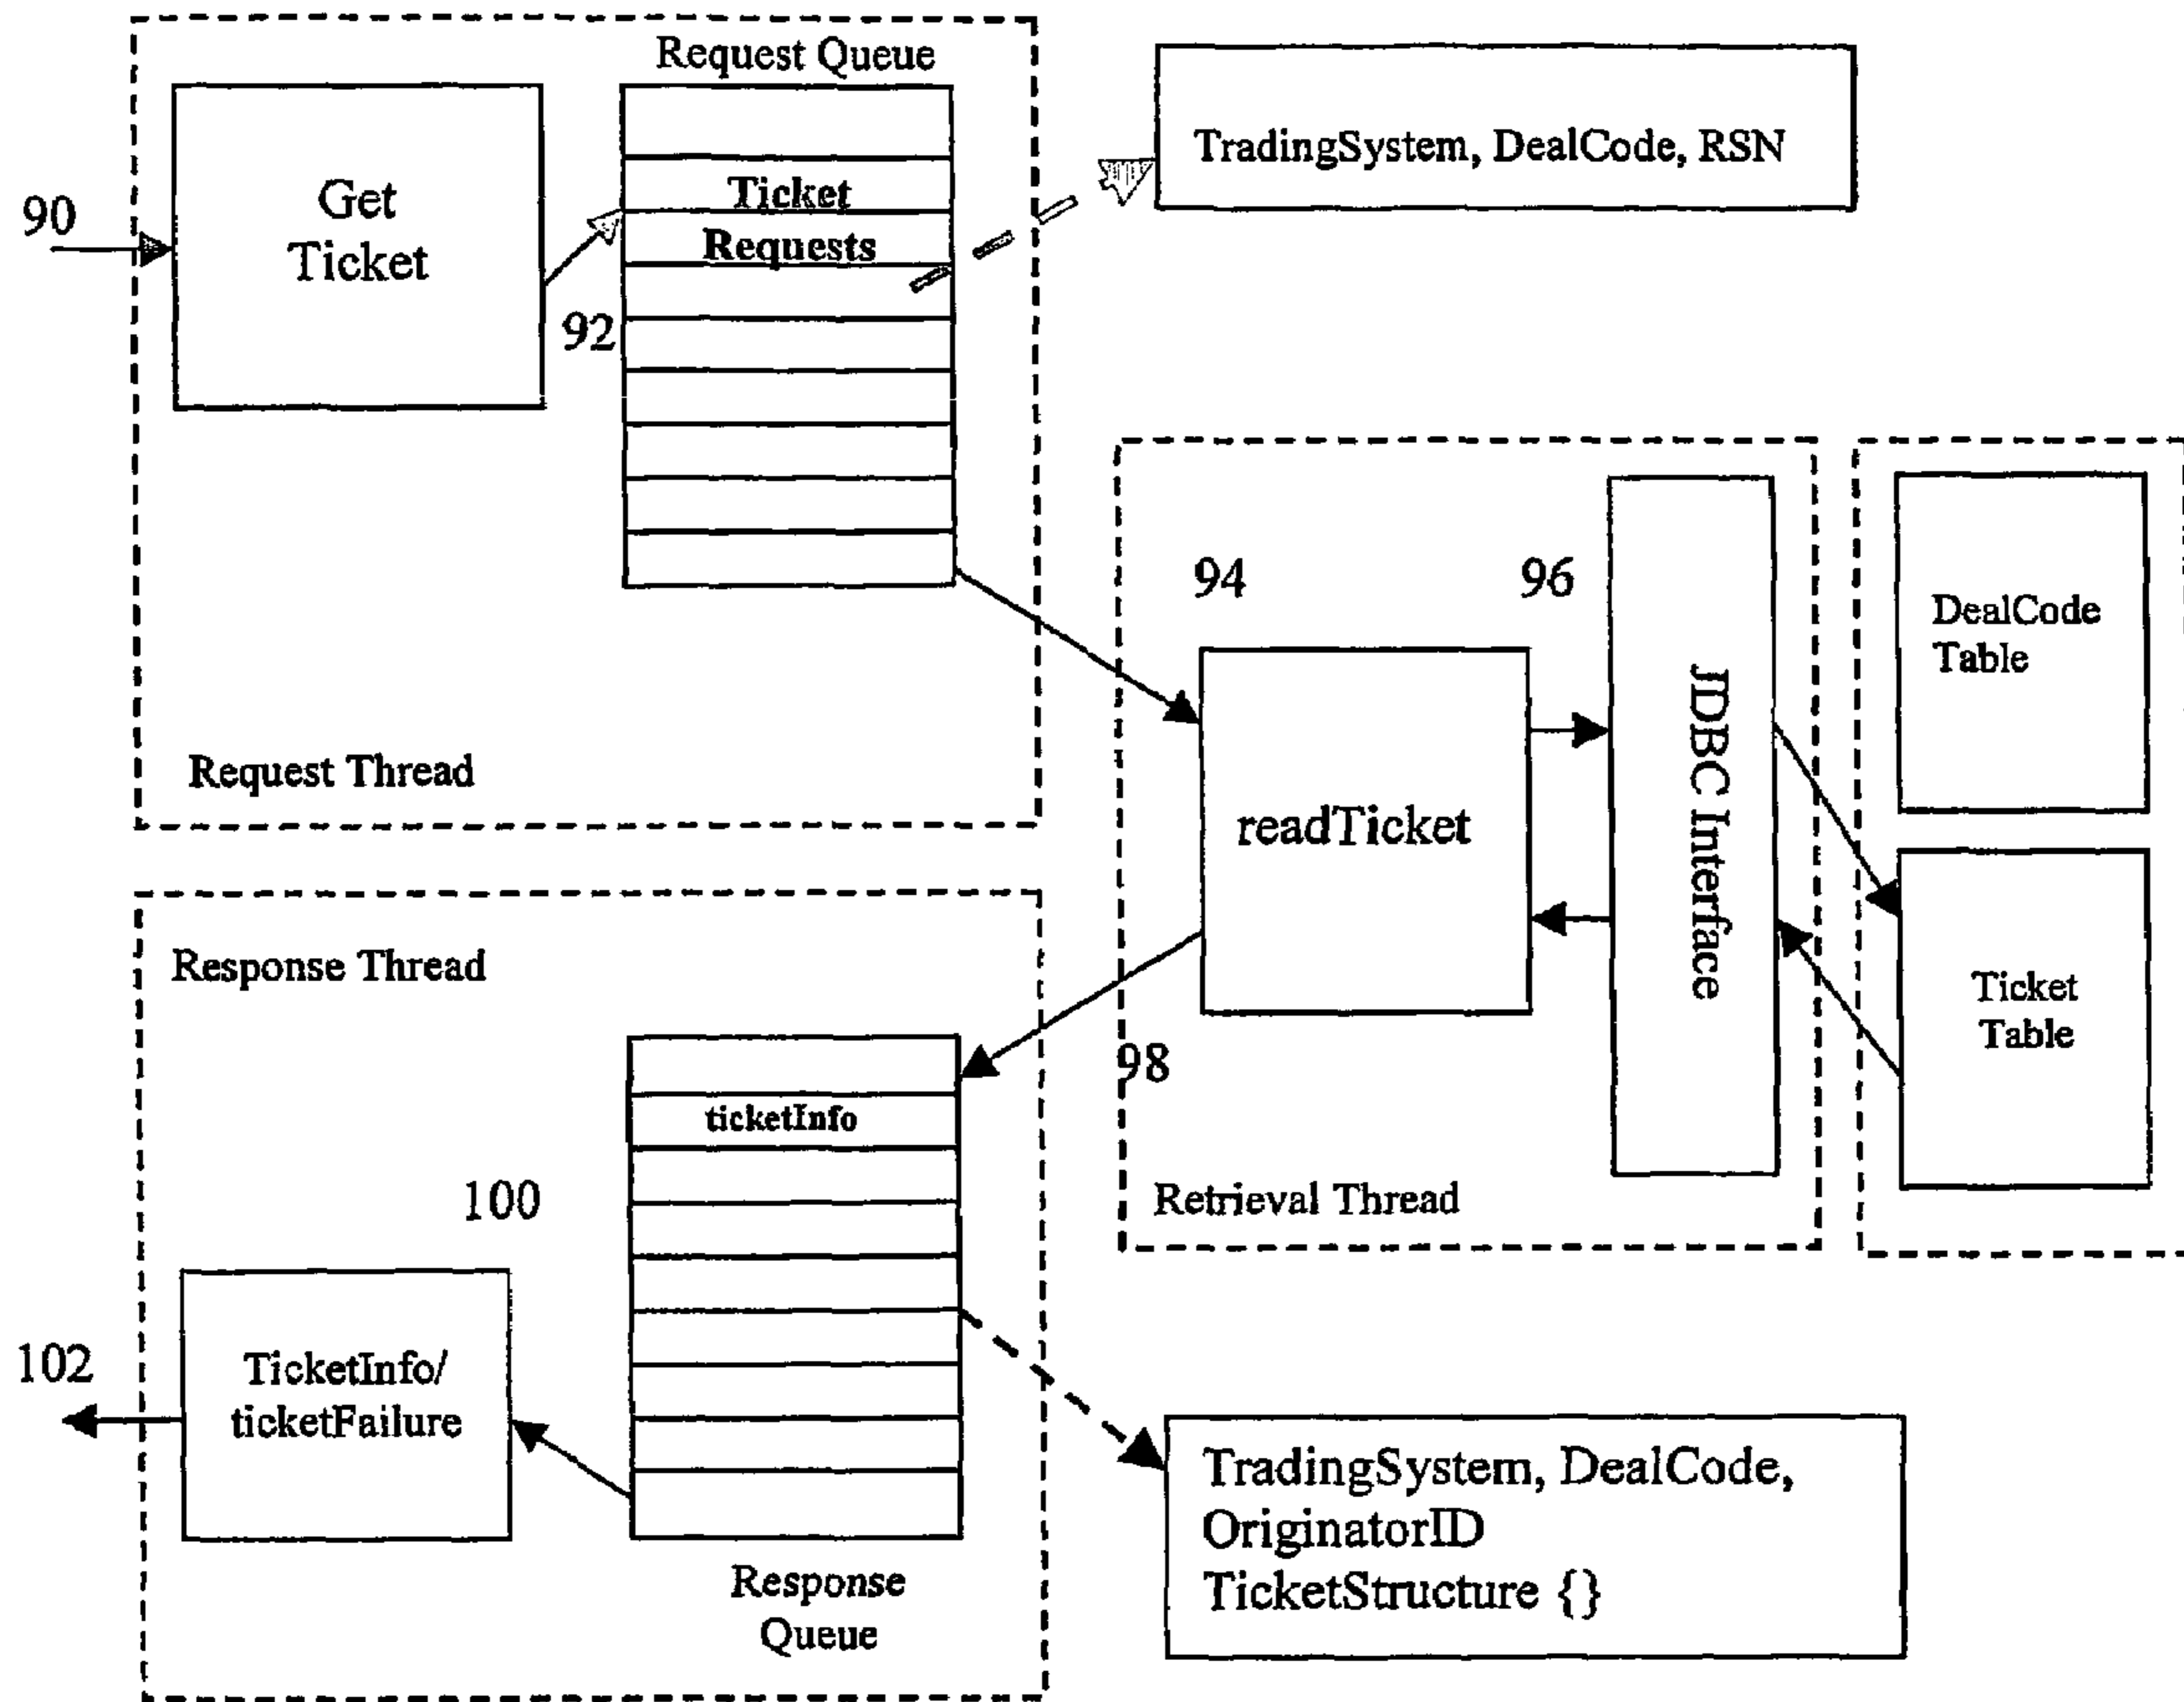 Request Queue
TradingSystem, DealCode, RSN
90
Get
Ticket
Ticket
Requests
92
Request Thread
94
96
readTicket
JDBC Interface
DealCode
Table
Ticket
Table
98
Retrieval Thread
Response Thread
ticketInfo
100
102
TicketInfo/
ticketFailure
Response
Queue
TradingSystem, DealCode,
OriginatorID
TicketStructure {}